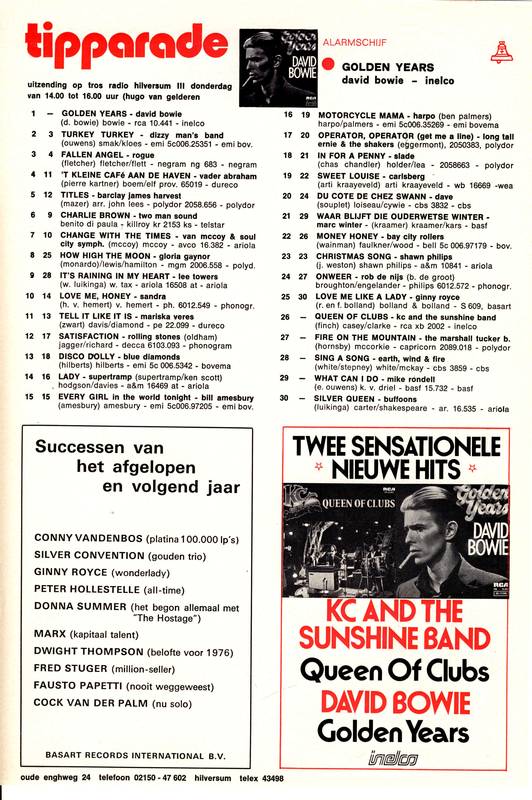 tipparade
Golden
Years
DAVID
BOWIE
ALARMSCHIJF
GOLDEN YEARS
david bowie - inelco
uitzending op tros radio hilversum III donderdag
van 14.00 tot 16.00 uur (hugo van gelderen
1 — GOLDEN YEARS - david bowie
(d. bowie) bowie - rca 10.441 - inelco
2 3 TURKEY TURKEY - dizzy man's band
(ouwens) smak/kloes - emi 5c006.25351 - emi bov.
3 4 FALLEN ANGEL - rogue
(fletcher) fletcher/flett - negram ng 683 - negram
4 11 'T KLEINE CAFé AAN DE HAVEN - vader abraham
(pierre kartner) boem/elf prov. 65019 - dureco
5 12 TITLES - barclay james harvest
(mazer) arr. john lees - polydor 2058.656 - polydor
6 9 CHARLIE BROWN - two man sound
benito di paula - killroy kr 2153 ks - telstar
7 10 CHANGE WITH THE TIMES - van mccoy & soul
city symph. (mccoy) mccoy - avco 16.382 - ariola
8 25 HOW HIGH THE MOON - gloria gaynor
(monardo)/lewis/hamilton - mgm 2006.558 - polyd.
9 28 IT'S RAINING IN MY HEART - lee towers
(w. luikinga) w. tax - ariola 16508 at - ariola
10 14 LOVE ME, HONEY - sandra
(h. v. hemert) v. hemert - ph. 6012.549 - phonogr.
11 13 TELL IT LIKE IT IS - mariska veres
(zwart) davis/diamond - pe 22.099 - dureco
12 17 SATISFACTION - rolling stones (oldham)
jagger/richard - decca 6103.093 - phonogram
13 18 DISCO DOLLY - blue diamonds
(hilberts) hilberts - emi 5c 006.5342 - bovema
14 16 LADY - supertramp (supertramp/ken scott)
hodgson/davies - a&m 16469 at - ariola
15 15 EVERY GIRL in the world tonight - bill amesbury
(amesbury) amesbury - emi 5c006.97205 - emi bov.
16 19 MOTORCYCLE MAMA - harpo (ben palmers)
harpo/palmers - emi 5c006.35269 - emi bovema
17 20 OPERATOR, OPERATOR (get me a line) - long tall
ernie & the shakers (eggermont), 2050383, polydor
18 21 IN FOR A PENNY - slade
(chas chandler) holder/lea - 2058663 - polydor
19 22 SWEET LOUISE - carlsberg
(arti kraayeveld) arti kraayeveld - wb 16669 -wea
20 24 DU COTE DE CHEZ SWANN - dave
(souplet) loiseau/cywie - cbs 3832 - cbs
21 29 WAAR BLIJFT DIE OUDERWETSE WINTER -
marc winter - (kraamer) kraamer/kars - basf
22 26 MONEY HONEY - bay city rollers
(wainman) faulkner/wood - bell 5c 006.97179 - bov.
23 23 CHRISTMAS SONG - shawn philips
(j. weston) shawn philips - a&m 10841 - ariola
24 27 ONWEER - rob de nijs (b. de groot)
broughton/engelander - philips 6012.572 - phonogr.
25 30 LOVE ME LIKE A LADY - ginny royce
(r. en f. bolland) bolland & bolland - S 609, basart
26 — QUEEN OF CLUBS - kc and the sunshine band
(finch) casey/clarke - rca xb 2002 - inelco
27 — FIRE ON THE MOUNTAIN - the marshall tucker b.
(hornsby) mccorkle - capricorn 2089.018 - polydor
28 — SING A SONG - earth, wind & fire
(white/stepney) white/mckay - cbs 3859 - cbs
29 — WHAT CAN I DO - mike rondell
(e. ouwens) k. v. driel - basf 15.732 - basf
30 — SILVER QUEEN - buffoons
(luikinga) carter/shakespeare - ar. 16.535 - ariola
Successen van
het afgelopen
en volgend jaar
CONNY VANDENBOS (platina 100.000 lp's)
SILVER CONVENTION (gouden trio)
GINNY ROYCE (wonderlady)
PETER HOLLESTELLE (all-time)
DONNA SUMMER (het begon allemaal met
"The Hostage")
MARX (kapitaal talent)
DWIGHT THOMPSON (belofte voor 1976)
FRED STUGER (million-seller)
FAUSTO PAPETTI (nooit weggeweest)
COCK VAN DER PALM (nu solo)
BASART RECORDS INTERNATIONAL B.V.
TWEE SENSATIONELE
NIEUWE HITS
KC
QUEEN OF CLUBS
RCA
Golden
Years
DAVID
BOWIE
RCA
KC AND THE
SUNSHINE BAND
Queen Of Clubs
DAVID BOWIE
Golden Years
inelco
oude enghweg 24 telefoon 02150 - 47 602 hilversum telex 43498